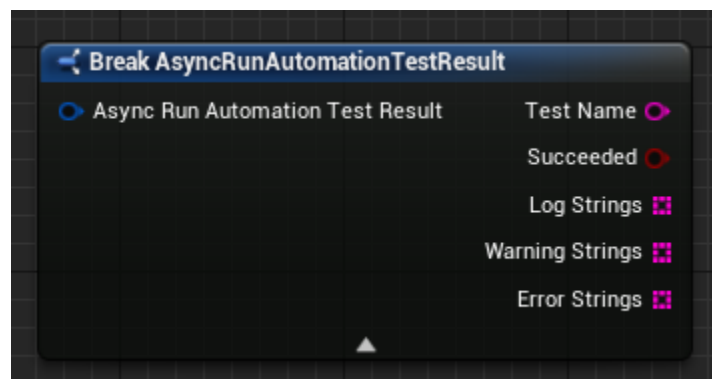 Break AsyncRunAutomationTestResult
Async Run Automation Test Result Test Name
Succeeded
Log Strings
Warning Strings
Error Strings